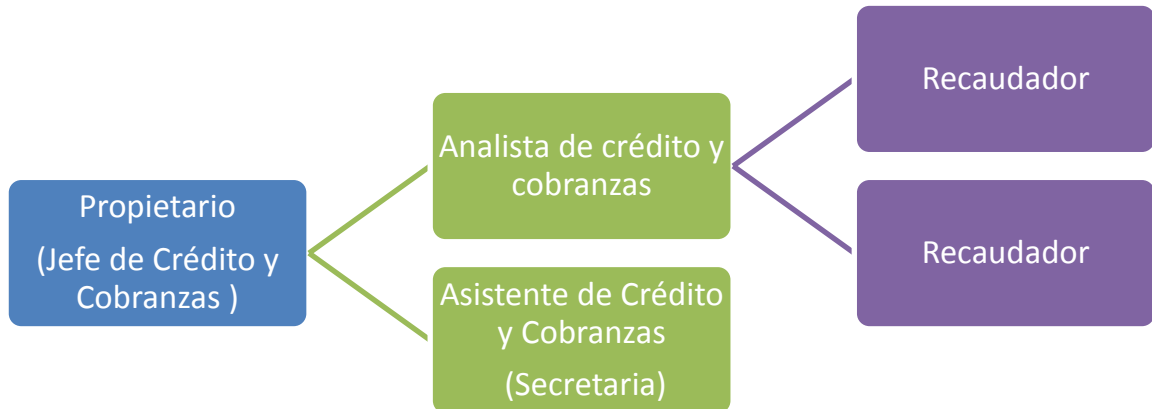 Propietario
(Jefe de Crédito y
Cobranzas )
Analista de crédito y
cobranzas
Asistente de Crédito
y Cobranzas
(Secretaria)
Recaudador
Recaudador